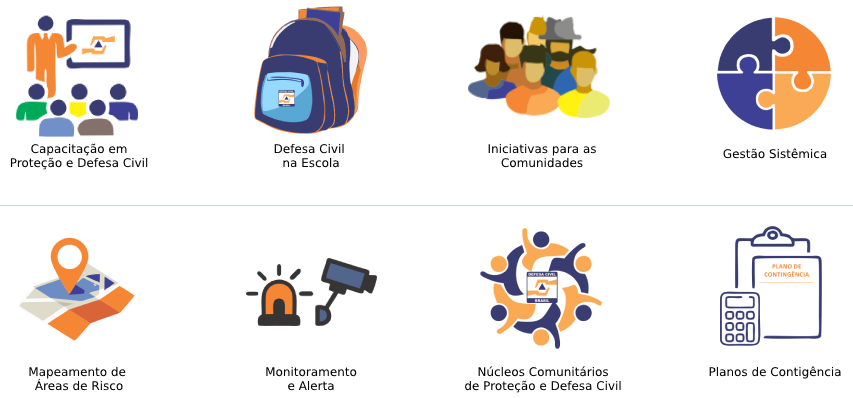 Capacitação em
Proteção e Defesa Civil
Defesa Civil
na Escola
Iniciativas para as
Comunidades
Gestão Sistêmica
DEFESA CIVIL
BRASIL
PLANO DE
CONTINGÊNCIA
Mapeamento de
Áreas de Risco
Monitoramento
e Alerta
Núcleos Comunitários
de Proteção e Defesa Civil
Planos de Contigência